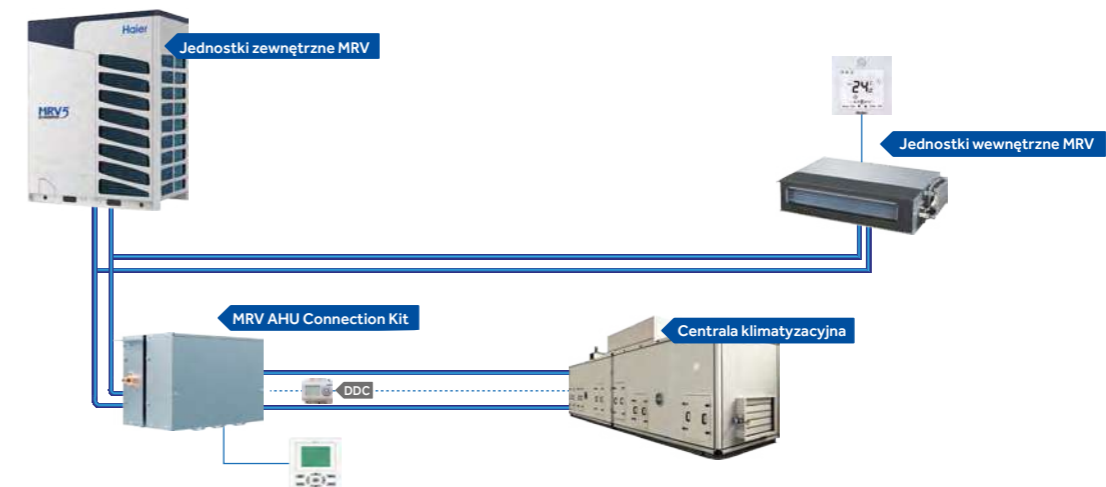 Haier
Jednostki zewnętrzne MRV
MRV5
24
Jednostki wewnętrzne MRV
MRV AHU Connection Kit
Centrala klimatyzacyjna
DDC